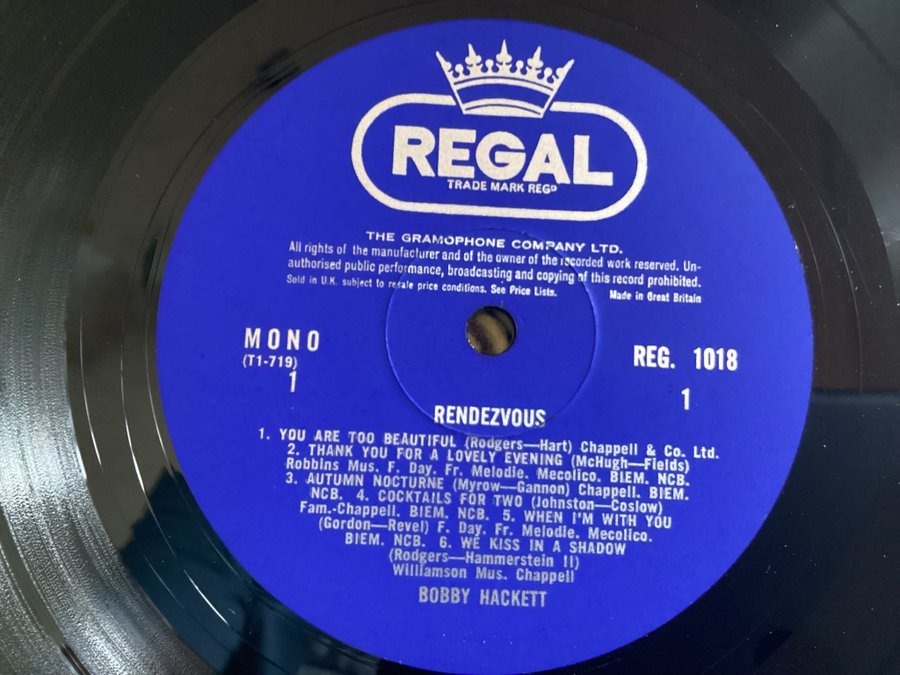 REGAL
TRADE MARK REGD
THE GRAMOPHONE COMPANY LTD.
All rights of the manufacturer and of the owner of the recorded work reserved. Un-
authorised public performance, broadcasting and copying of this record prohibited.
Sold in U.K. subject to resale price conditions. See Price Lists. Made in Great Britain
MONO
(T1-719)
1
REG. 1018
1
RENDEZVOUS
1. YOU ARE TOO BEAUTIFUL (Rodgers—Hart) Chappell & Co. Ltd.
2. THANK YOU FOR A LOVELY EVENING (McHugh—Fields)
Robbins Mus. F. Day. Fr. Melodie. Mecolico. BIEM. NCB.
3. AUTUMN NOCTURNE (Myrow—Gannon) Chappell. BIEM.
NCB. 4. COCKTAILS FOR TWO (Johnston—Coslow)
Fam.-Chappell. BIEM. NCB. 5. WHEN I'M WITH YOU
(Gordon—Revel) F. Day. Fr. Melodie. Mecolico.
BIEM. NCB. 6. WE KISS IN A SHADOW
(Rodgers—Hammerstein II)
Williamson Mus. Chappell
BOBBY HACKETT